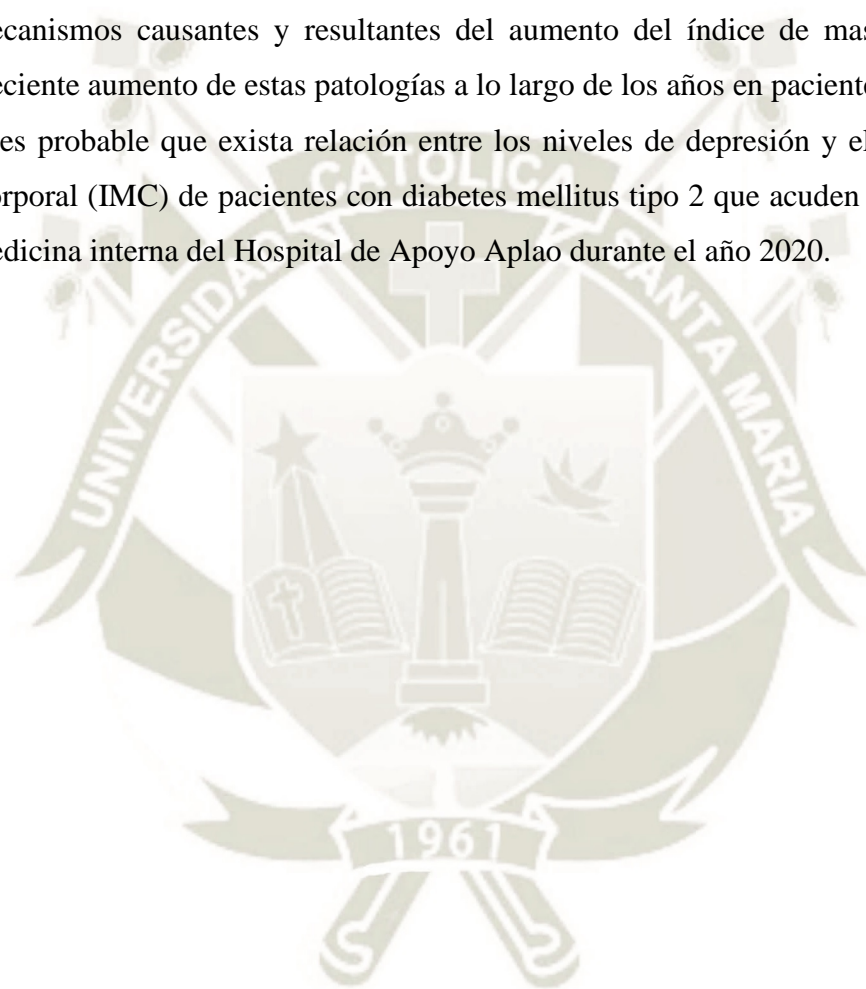 ecanismos causantes y resultantes del aumento del índice de mas
eciente aumento de estas patologías a lo largo de los años en paciente
es probable que exista relación entre los niveles de depresión y el
orporal (IMC) de pacientes con diabetes mellitus tipo 2 que acuden
edicina interna del Hospital de Apoyo Aplao durante el año 2020.
UNIVERSIDAD CATOLICA SANTA MARIA
1961